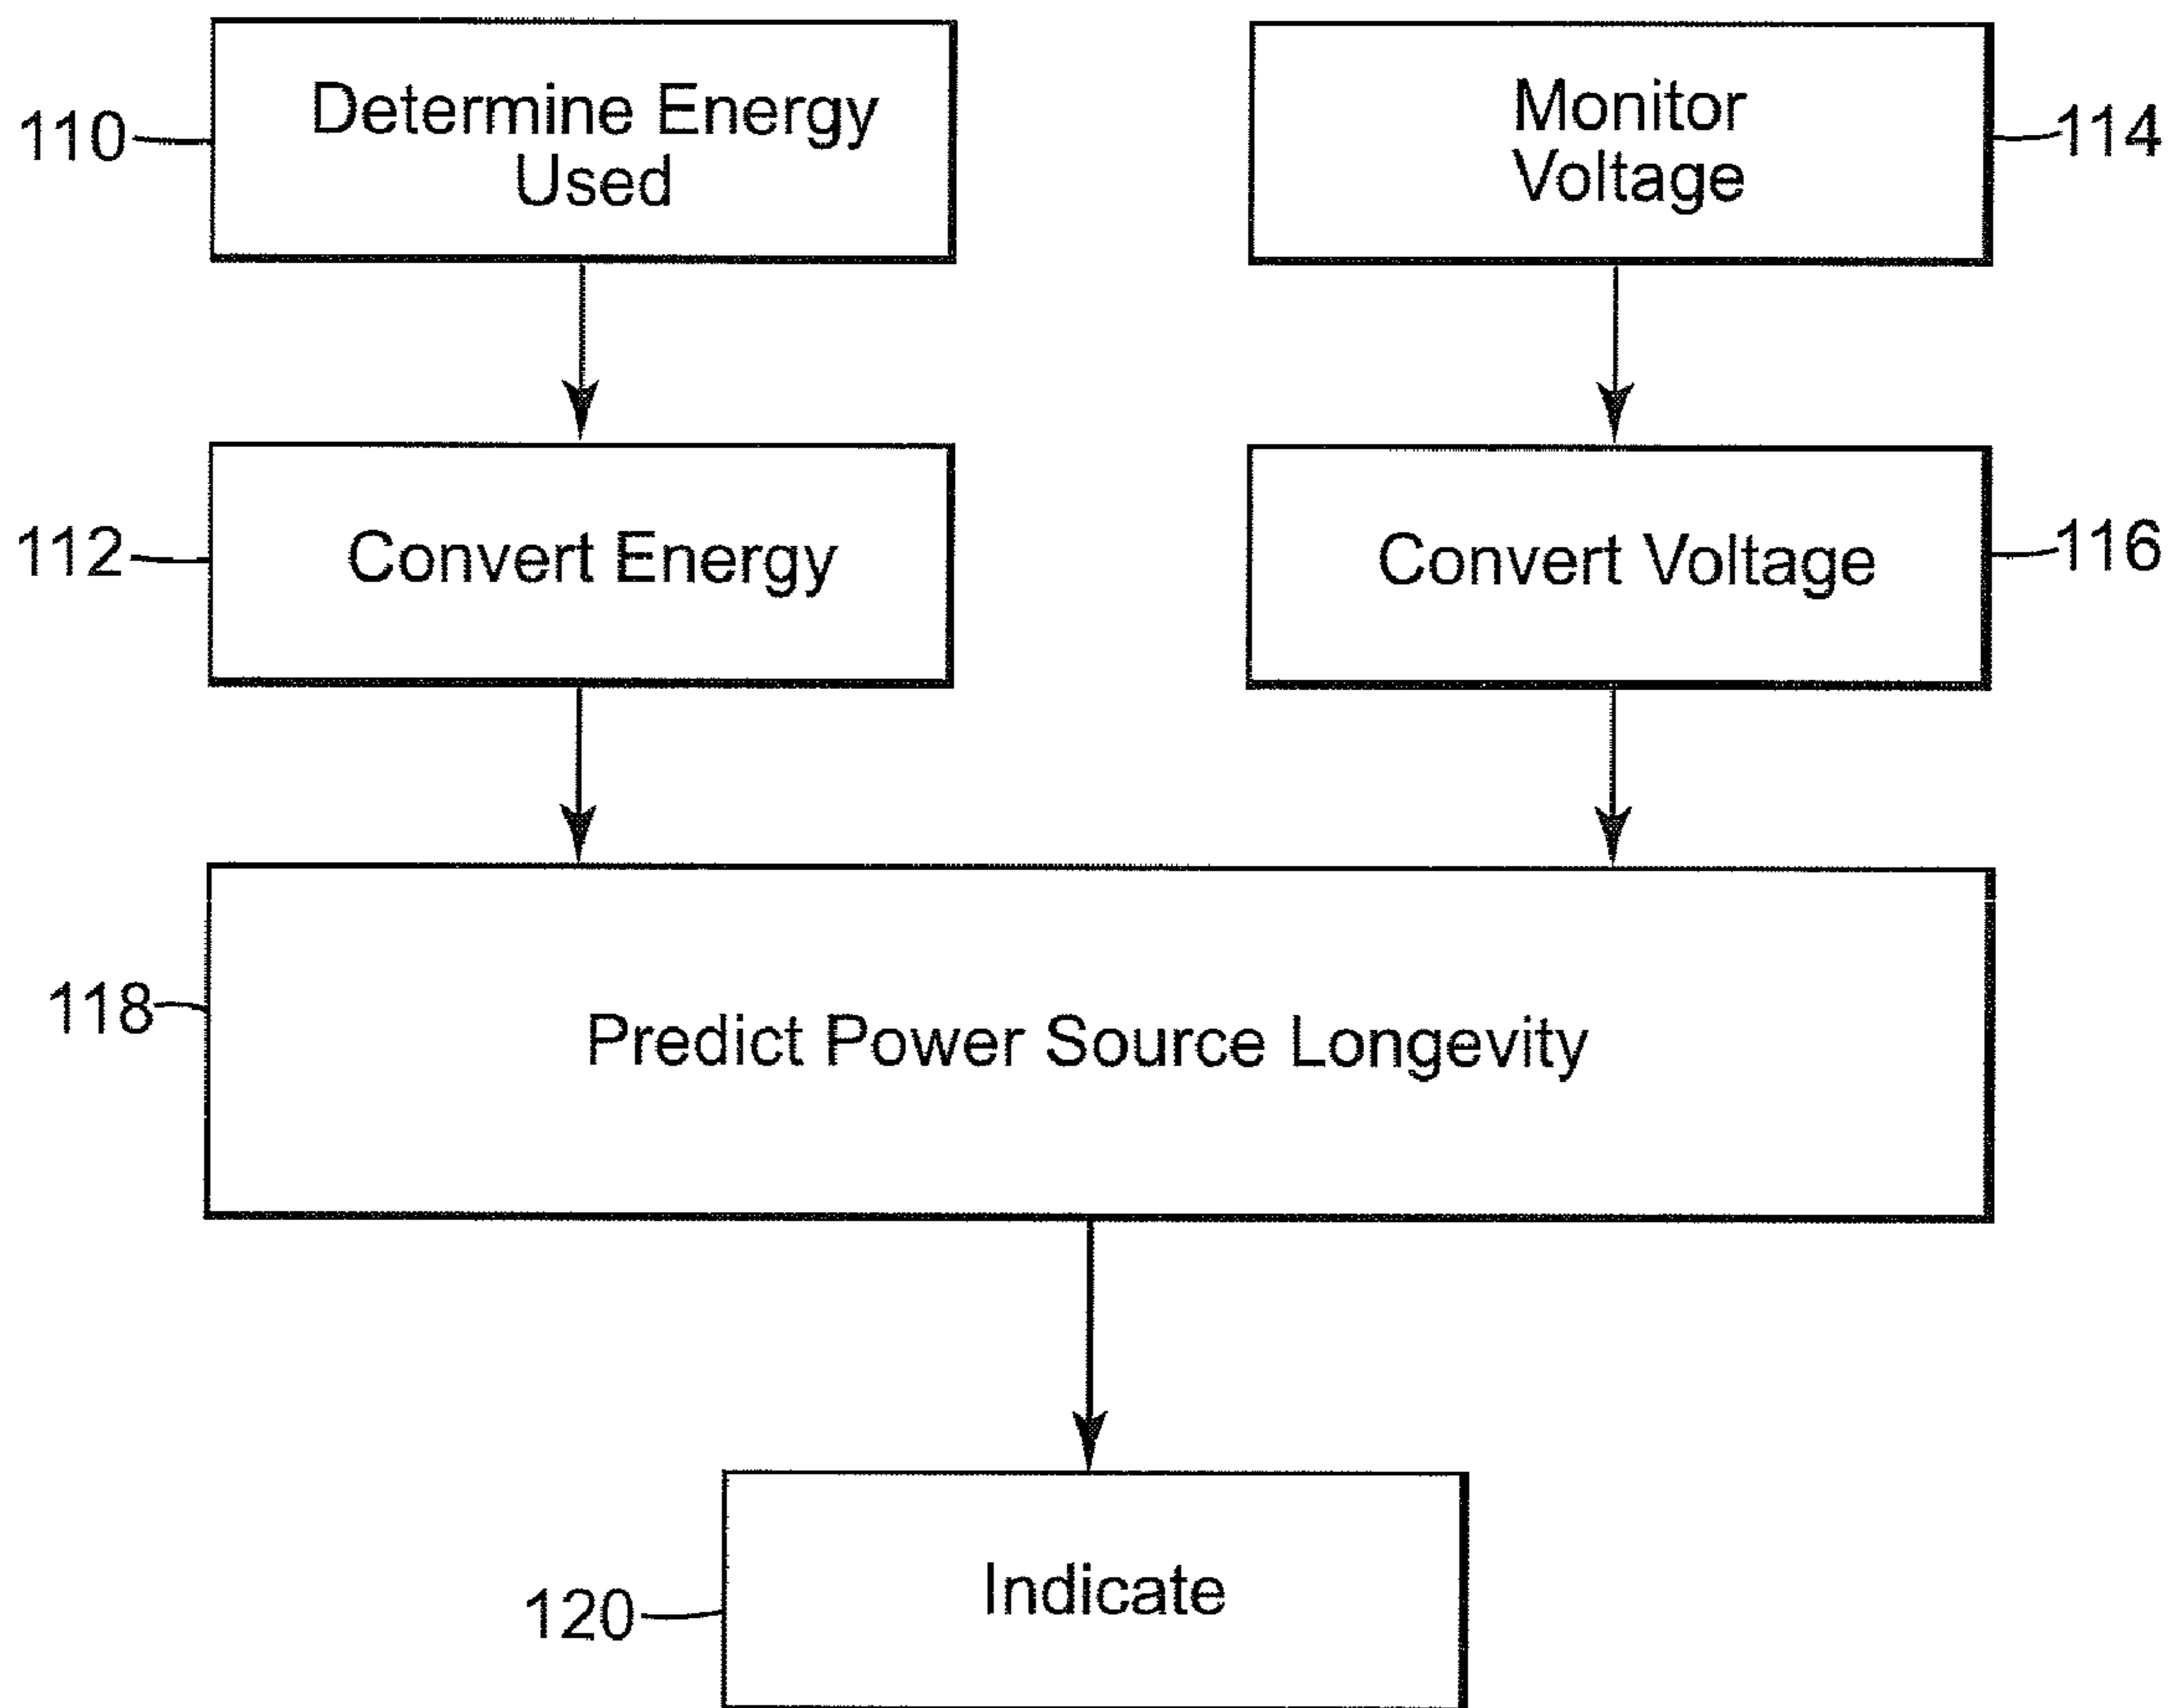 110
Determine Energy
Used
Monitor
Voltage
114
112
Convert Energy
Convert Voltage
116
118
Predict Power Source Longevity
120
Indicate